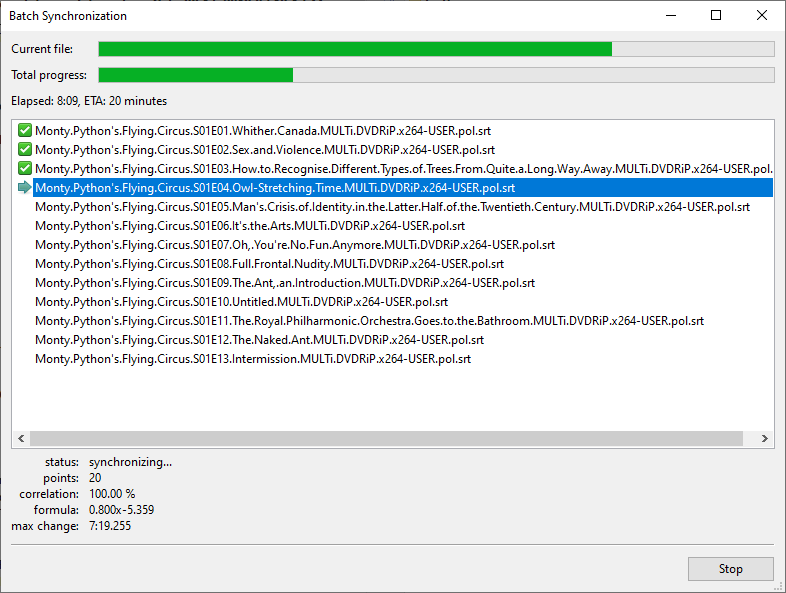 Batch Synchronization
Current file:
Total progress:
Elapsed: 8:09, ETA: 20 minutes
Monty.Python's.Flying.Circus.S01E01.Whither.Canada.MULTi.DVDRiP.x264-USER.pol.srt
Monty.Python's.Flying.Circus.S01E02.Sex.and.Violence.MULTi.DVDRiP.x264-USER.pol.srt
Monty.Python's.Flying.Circus.S01E03.How.to.Recognise.Different.Types.of.Trees.From.Quite.a.Long.Way.Away.MULTi.DVDRiP.x264-USER.pol.
Monty.Python's.Flying.Circus.S01E04.Owl-Stretching.Time.MULTi.DVDRiP.x264-USER.pol.srt
Monty.Python's.Flying.Circus.S01E05.Man's.Crisis.of.Identity.in.the.Latter.Half.of.the.Twentieth.Century.MULTi.DVDRiP.x264-USER.pol.srt
Monty.Python's.Flying.Circus.S01E06.It's.the.Arts.MULTi.DVDRiP.x264-USER.pol.srt
Monty.Python's.Flying.Circus.S01E07.Oh,.You're.No.Fun.Anymore.MULTi.DVDRiP.x264-USER.pol.srt
Monty.Python's.Flying.Circus.S01E08.Full.Frontal.Nudity.MULTi.DVDRiP.x264-USER.pol.srt
Monty.Python's.Flying.Circus.S01E09.The.Ant,.an.Introduction.MULTi.DVDRiP.x264-USER.pol.srt
Monty.Python's.Flying.Circus.S01E10.Untitled.MULTi.DVDRiP.x264-USER.pol.srt
Monty.Python's.Flying.Circus.S01E11.The.Royal.Philharmonic.Orchestra.Goes.to.the.Bathroom.MULTi.DVDRiP.x264-USER.pol.srt
Monty.Python's.Flying.Circus.S01E12.The.Naked.Ant.MULTi.DVDRiP.x264-USER.pol.srt
Monty.Python's.Flying.Circus.S01E13.Intermission.MULTi.DVDRiP.x264-USER.pol.srt
status: synchronizing...
points: 20
correlation: 100.00 %
formula: 0.800x-5.359
max change: 7:19.255
Stop